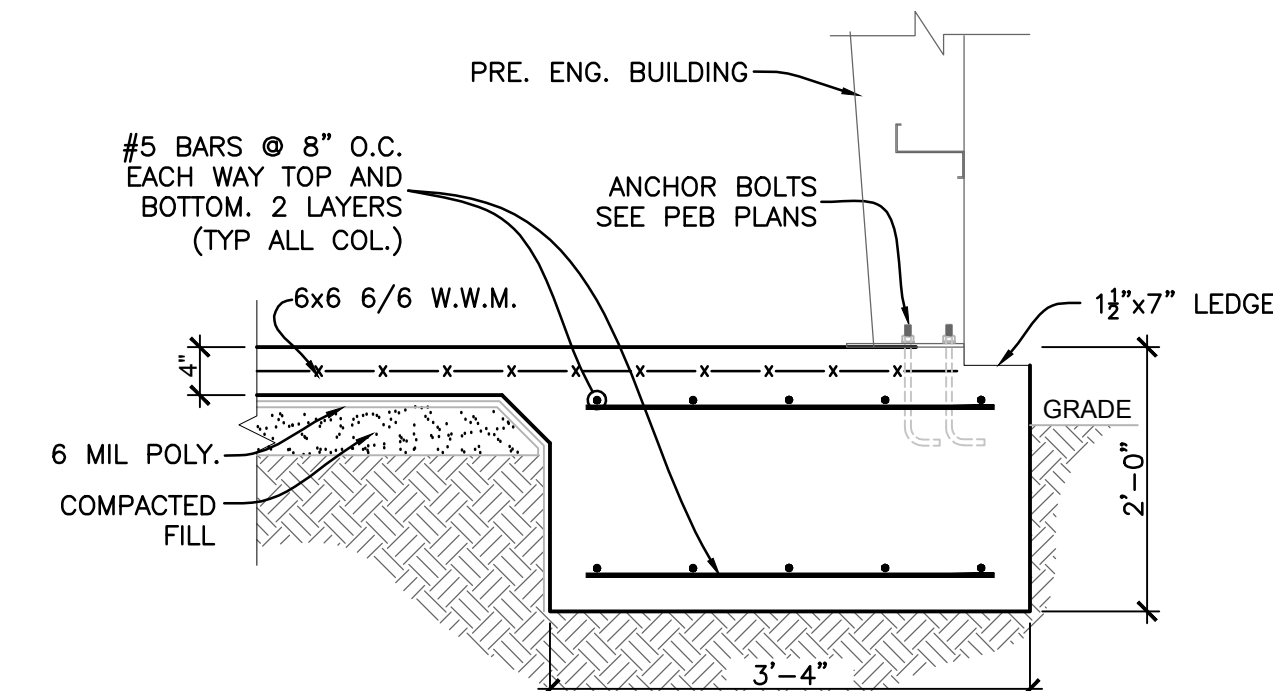 PRE. ENG. BUILDING
#5 BARS @ 8" O.C.
EACH WAY TOP AND
BOTTOM. 2 LAYERS
(TYP ALL COL.)
ANCHOR BOLTS
SEE PEB PLANS
6x6 6/6 W.W.M.
1½"x7" LEDGE
4"
GRADE
6 MIL POLY.
COMPACTED
FILL
2'-0"
3'-4"